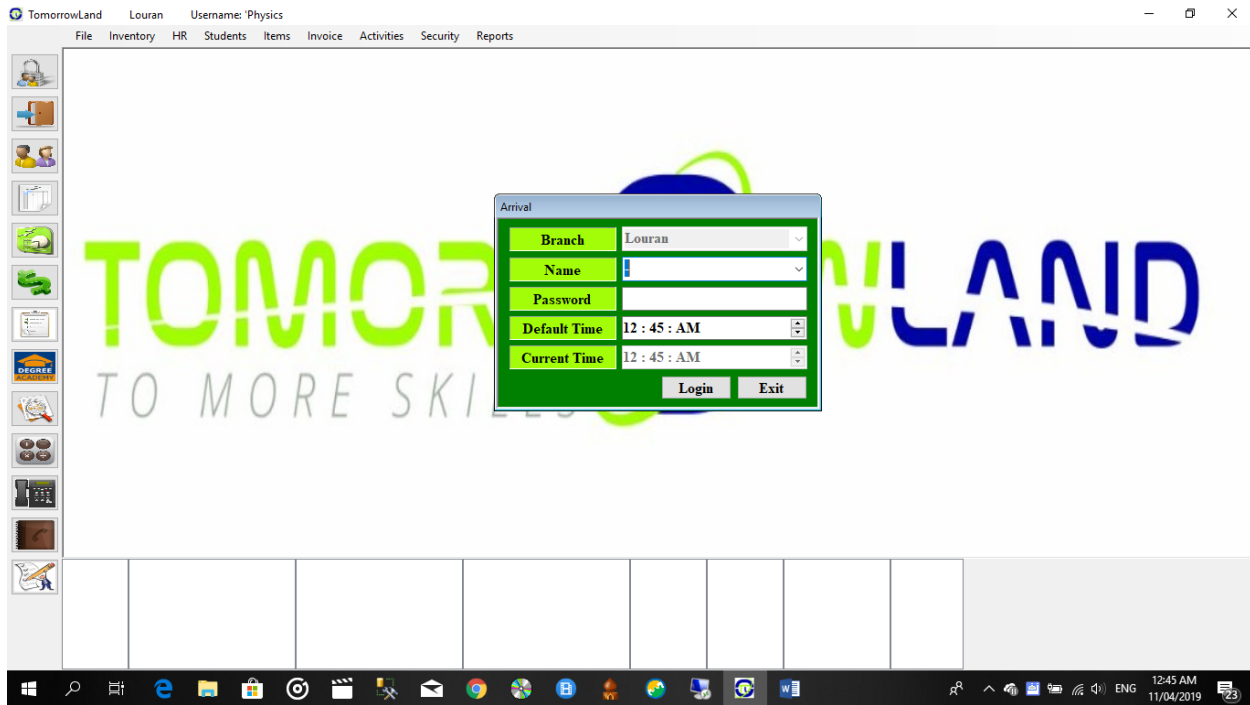 TomorrowLand Louran Username: 'Physics
File Inventory HR Students Items Invoice Activities Security Reports
Arrival
Branch Louran
Name -
Password
Default Time 12 : 45 : AM
Current Time 12 : 45 : AM
Login Exit
LAND
TO MORE
DEGREE
ACADEMY
ENG
12:45 AM
11/04/2019
23